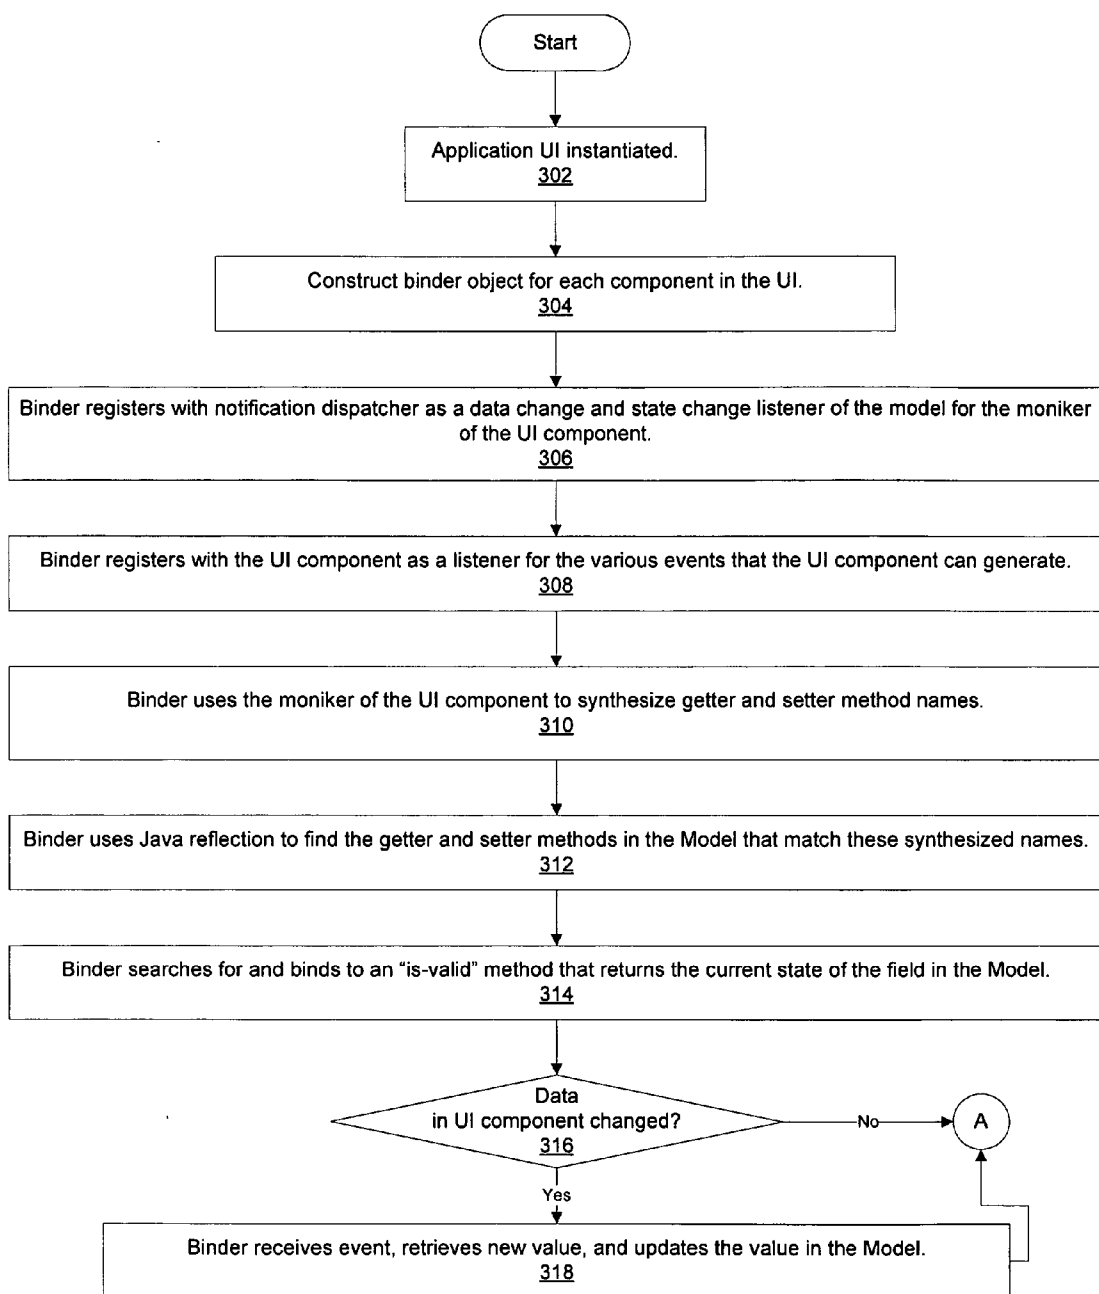 Start
Application UI instantiated.
302
Construct binder object for each component in the UI.
304
Binder registers with notification dispatcher as a data change and state change listener of the model for the moniker
of the UI component.
306
Binder registers with the UI component as a listener for the various events that the UI component can generate.
308
Binder uses the moniker of the UI component to synthesize getter and setter method names.
310
Binder uses Java reflection to find the getter and setter methods in the Model that match these synthesized names.
312
Binder searches for and binds to an “is-valid” method that returns the current state of the field in the Model.
314
Data
in UI component changed?
316
No
A
Yes
Binder receives event, retrieves new value, and updates the value in the Model.
318